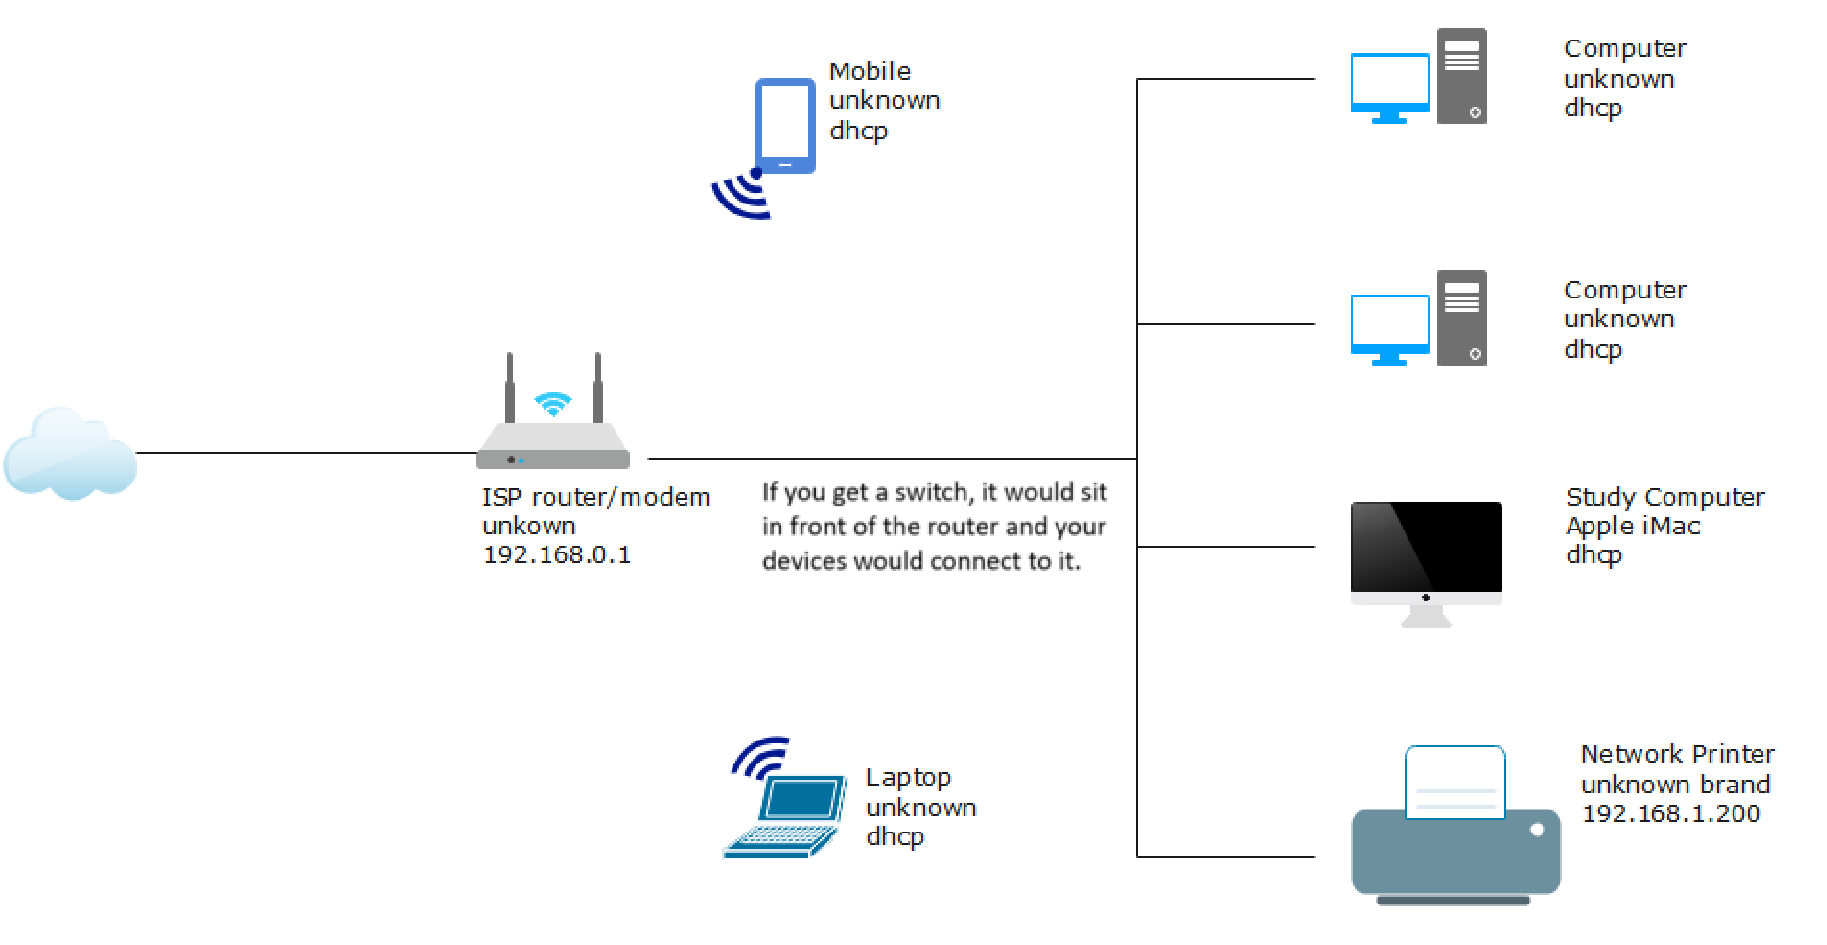 Mobile
unknown
dhcp
Computer
unknown
dhcp
Computer
unknown
dhcp
ISP router/modem
unkown
192.168.0.1
If you get a switch, it would sit
in front of the router and your
devices would connect to it.
Study Computer
Apple iMac
dhcp
Laptop
unknown
dhcp
Network Printer
unknown brand
192.168.1.200